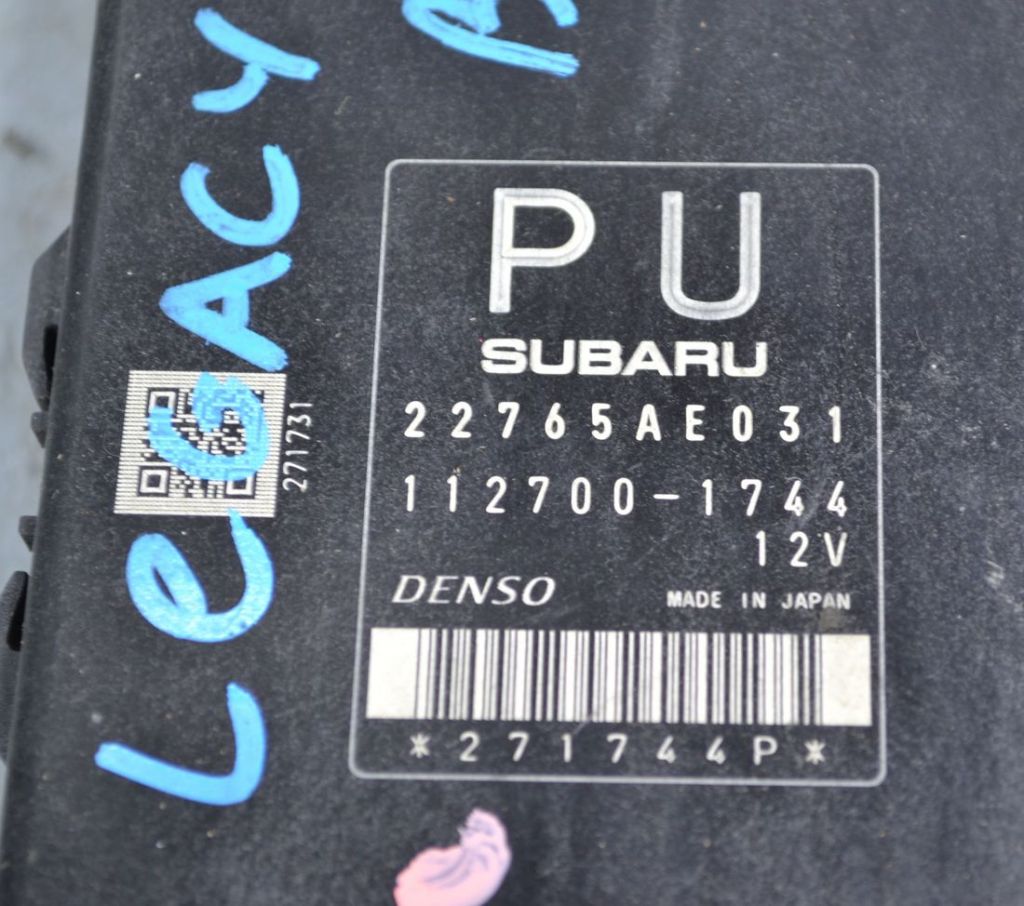 PU
SUBARU
22765AE031
112700-1744
12V
DENSO
MADE IN JAPAN
*271744P*
271731
LeGACY